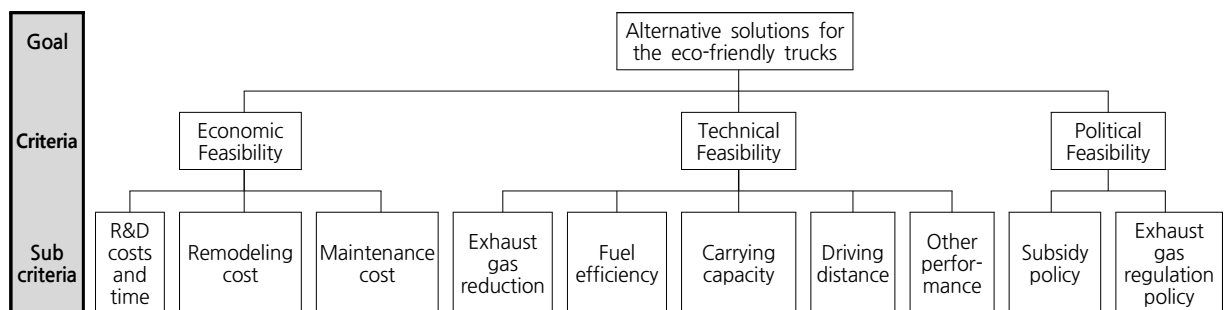 Goal
Alternative solutions for
the eco-friendly trucks
Criteria
Economic
Feasibility
Technical
Feasibility
Political
Feasibility
Sub
criteria
R&D
costs
and
time
Remodeling
cost
Maintenance
cost
Exhaust
gas
reduction
Fuel
efficiency
Carrying
capacity
Driving
distance
Other
perfor-
mance
Subsidy
policy
Exhaust
gas
regulation
policy